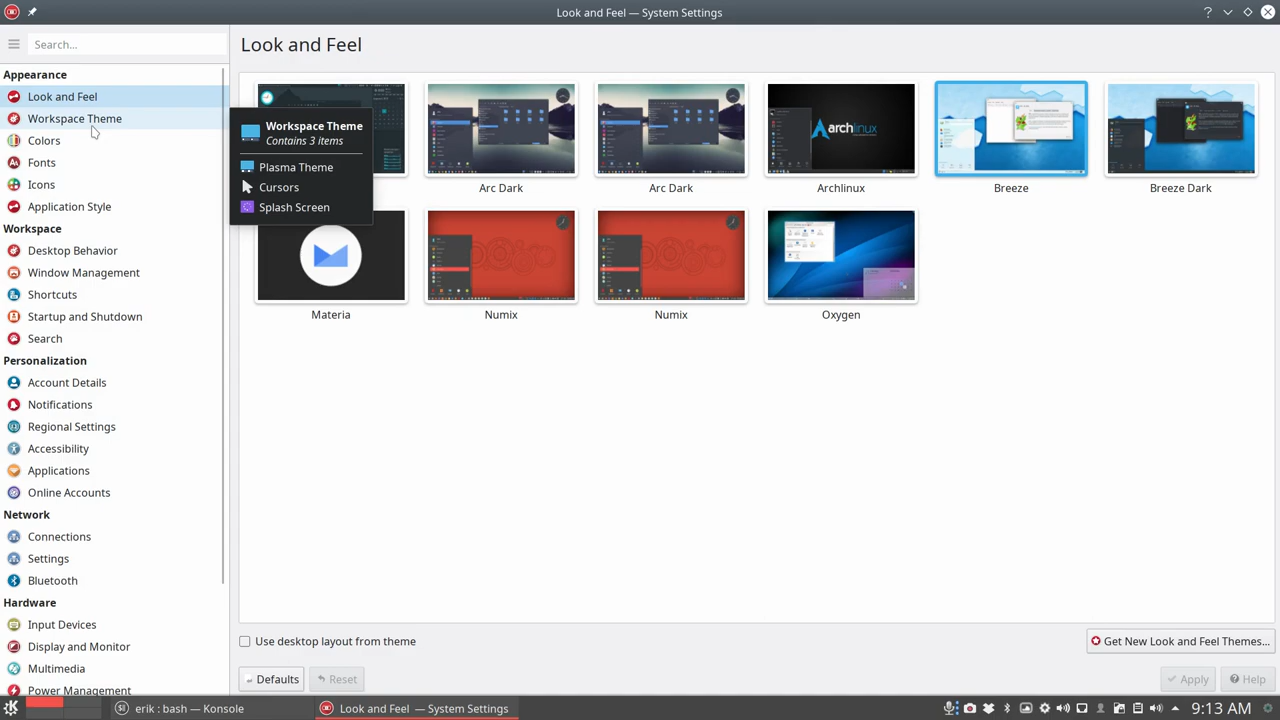 Look and Feel — System Settings
Search...
Look and Feel
Appearance
Look and Feel
Workspace Theme
Colors
Fonts
Icons
Application Style
Workspace
Desktop Behavior
Window Management
Shortcuts
Startup and Shutdown
Search
Personalization
Account Details
Notifications
Regional Settings
Accessibility
Applications
Online Accounts
Network
Connections
Settings
Bluetooth
Hardware
Input Devices
Display and Monitor
Multimedia
Power Management
Workspace Theme
Contains 3 items
Plasma Theme
Cursors
Splash Screen
archlinux
Arc Dark
Arc Dark
Archlinux
Breeze
Breeze Dark
Materia
Numix
Numix
Oxygen
Use desktop layout from theme
Get New Look and Feel Themes...
Defaults
Reset
Apply
Help
erik : bash — Konsole
Look and Feel — System Settings
9:13 AM